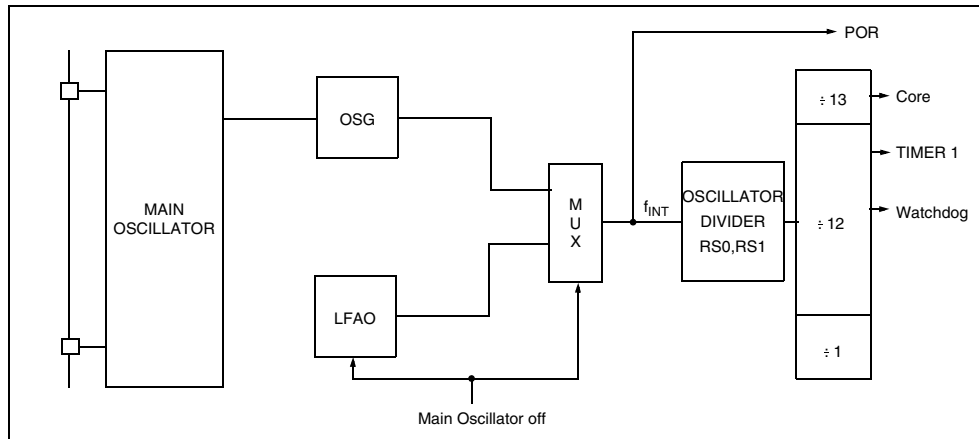 POR
÷ 13
Core
OSG
TIMER 1
MAIN
OSCILLATOR
M
U
X
fINT
OSCILLATOR
DIVIDER
RS0,RS1
÷ 12
Watchdog
LFAO
÷ 1
Main Oscillator off